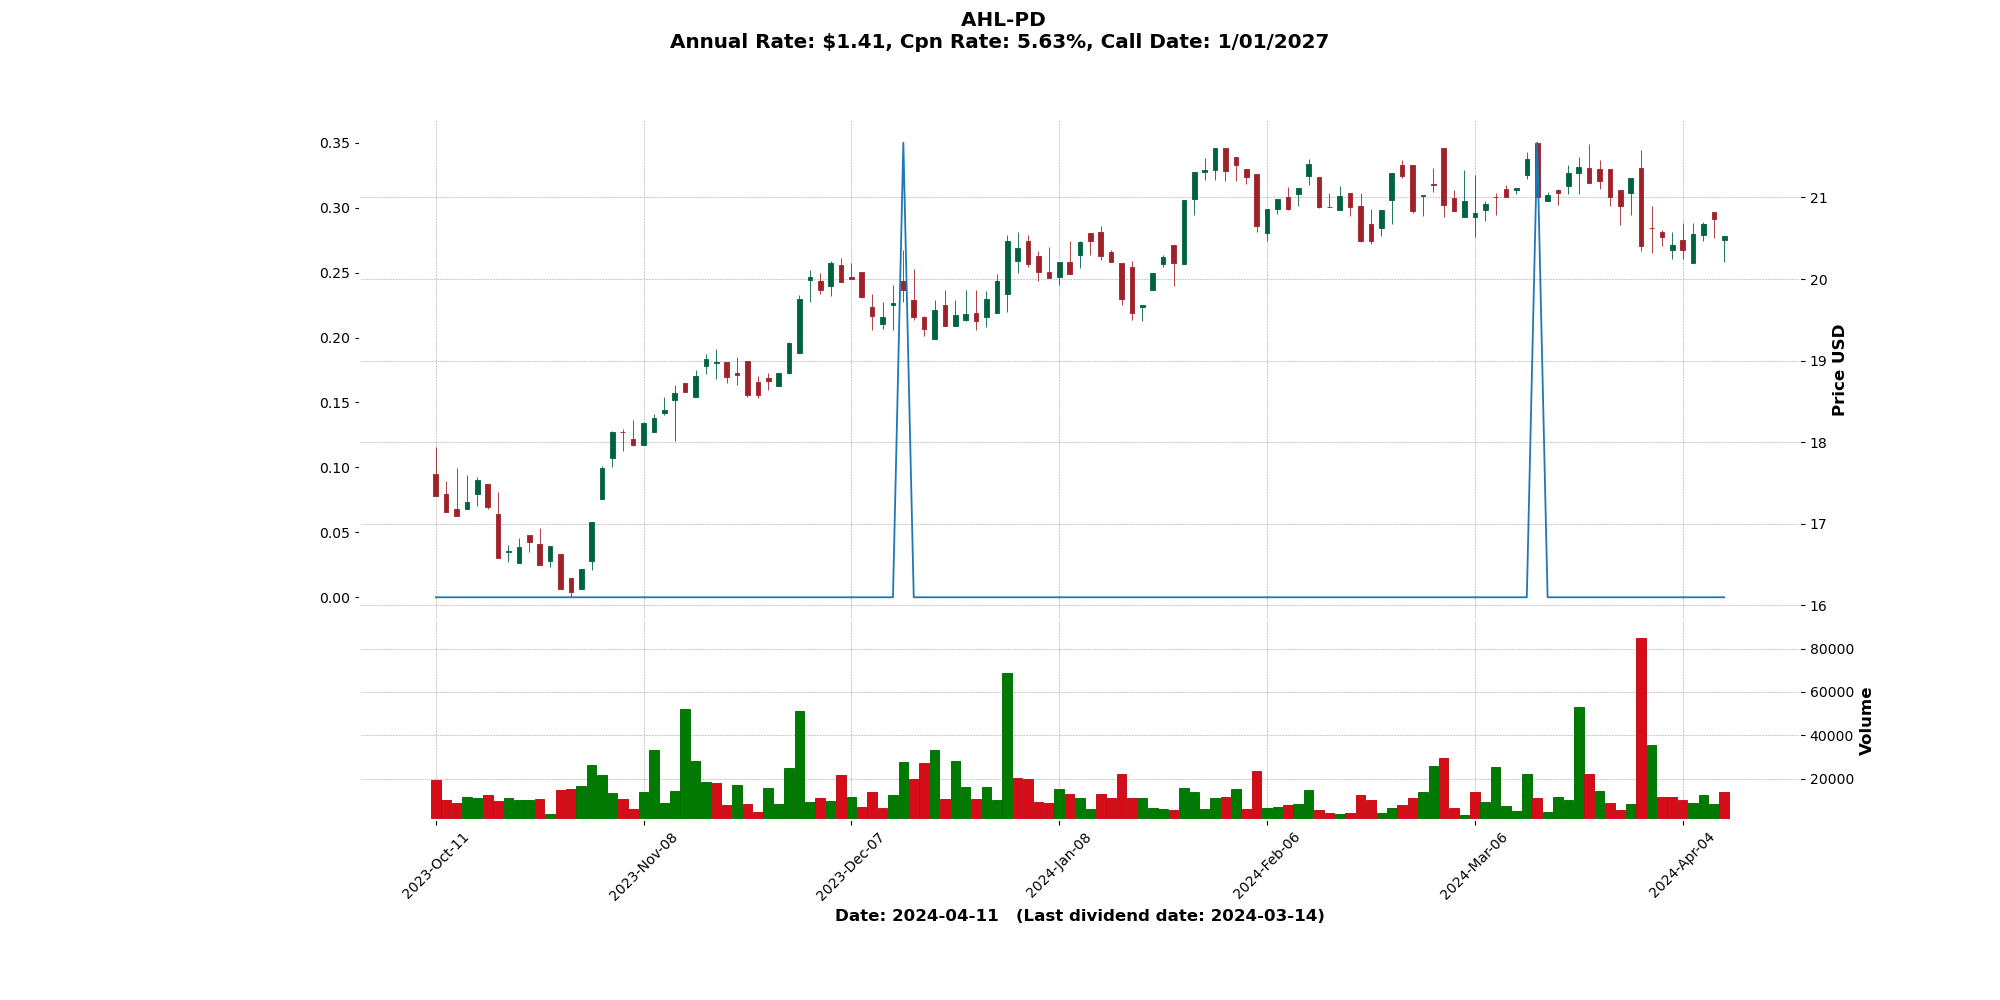 AHL-PD
Annual Rate: $1.41, Cpn Rate: 5.63%, Call Date: 1/01/2027
0.35
0.30
0.25
0.20
0.15
0.10
0.05
0.00
21
20
19
18
17
16
Price USD
80000
60000
40000
20000
Volume
2023-Oct-11
2023-Nov-08
2023-Dec-07
2024-Jan-08
2024-Feb-06
2024-Mar-06
2024-Apr-04
Date: 2024-04-11 (Last dividend date: 2024-03-14)